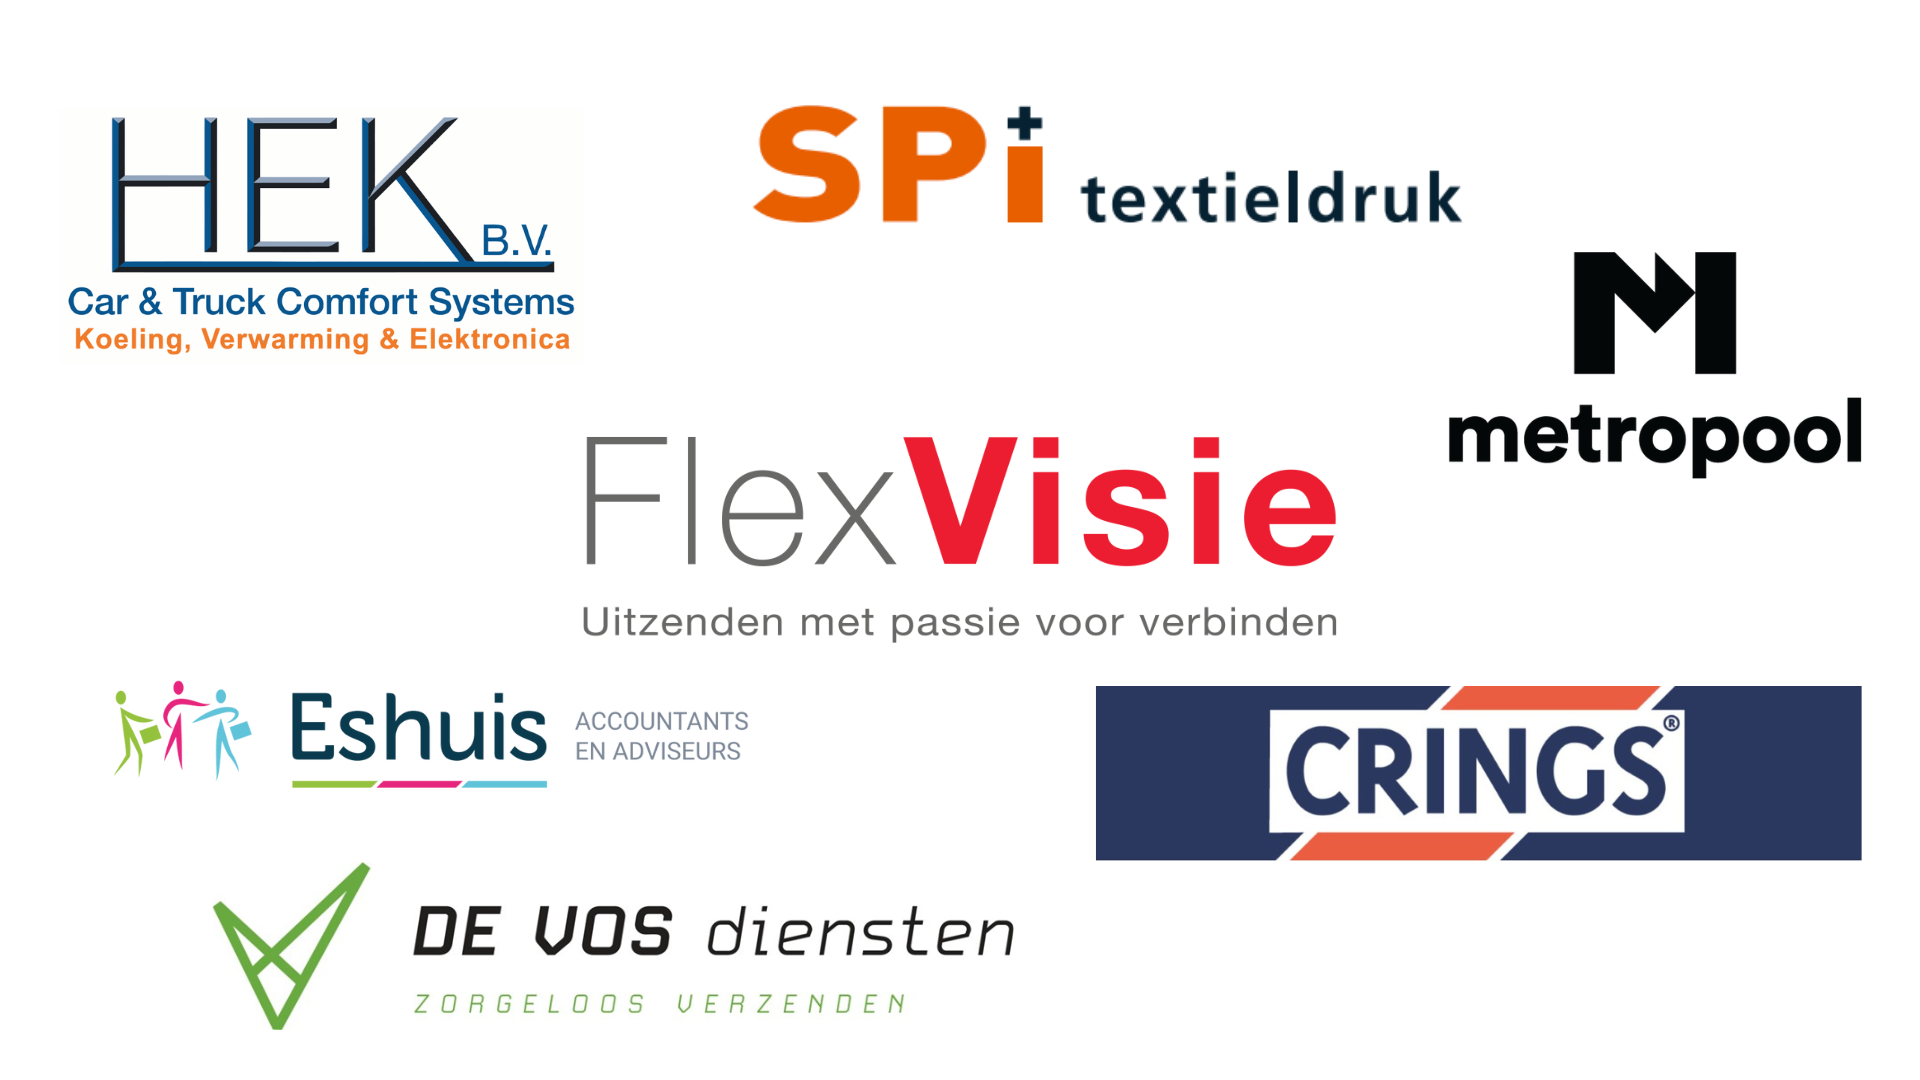 HEK B.V.
Car & Truck Comfort Systems
Koeling, Verwarming & Elektronica
SPi textieldruk
metropool
FlexVisie
Uitzenden met passie voor verbinden
Eshuis
ACCOUNTANTS
EN ADVISEURS
CRINGS®
DE VOS diensten
ZORGELOOS VERZENDEN